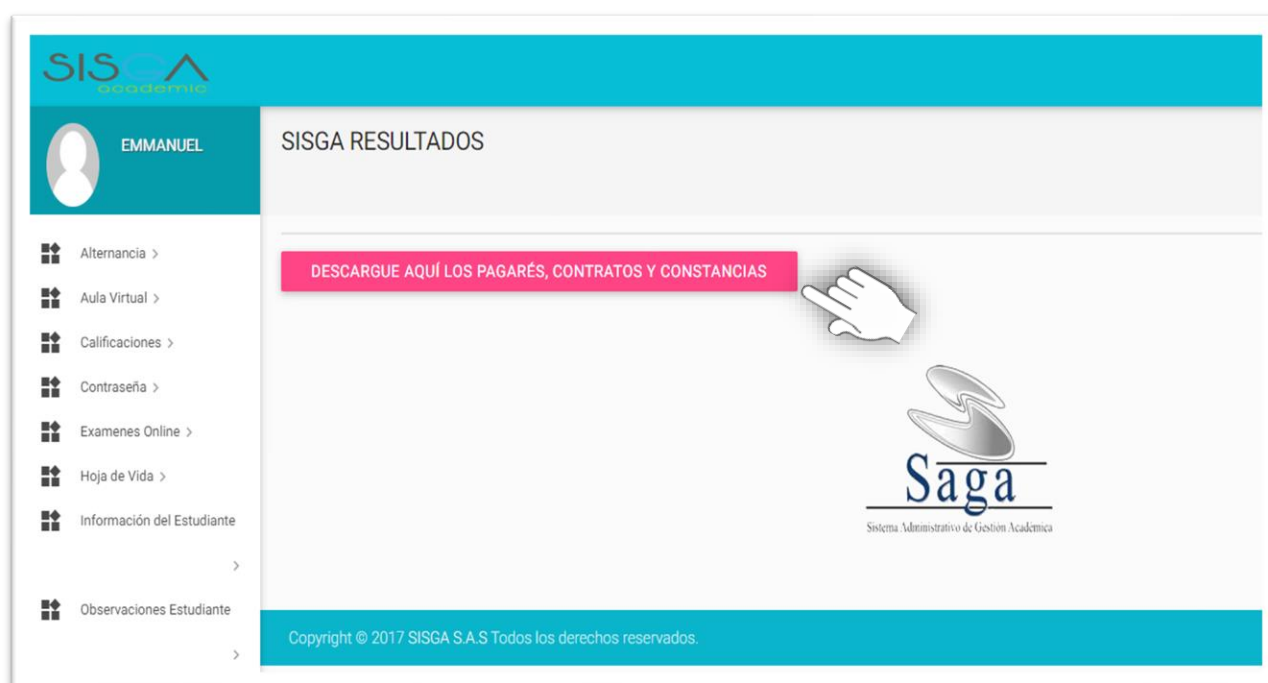 SISGA
academic
EMMANUEL
SISGA RESULTADOS
Alternancia >
Aula Virtual >
Calificaciones >
Contraseña >
Examenes Online >
Hoja de Vida >
Información del Estudiante
>
Observaciones Estudiante
>
DESCARGUE AQUÍ LOS PAGARÉS, CONTRATOS Y CONSTANCIAS
Saga
Sistema Administrativo de Gestión Académica
Copyright © 2017 SISGA S.A.S Todos los derechos reservados.